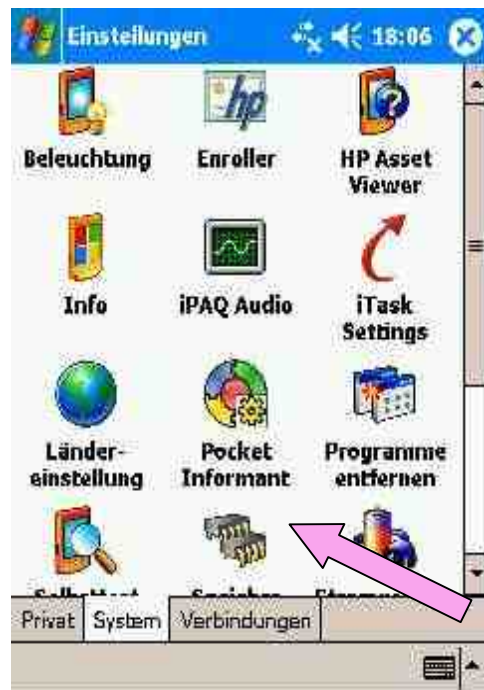 Einstellungen 18:06
Beleuchtung Enroller HP Asset
Viewer
hp
Info iPAQ Audio iTask
Settings
Länder-
einstellung Pocket
Informant Programme
entfernen
Privat System Verbindungen